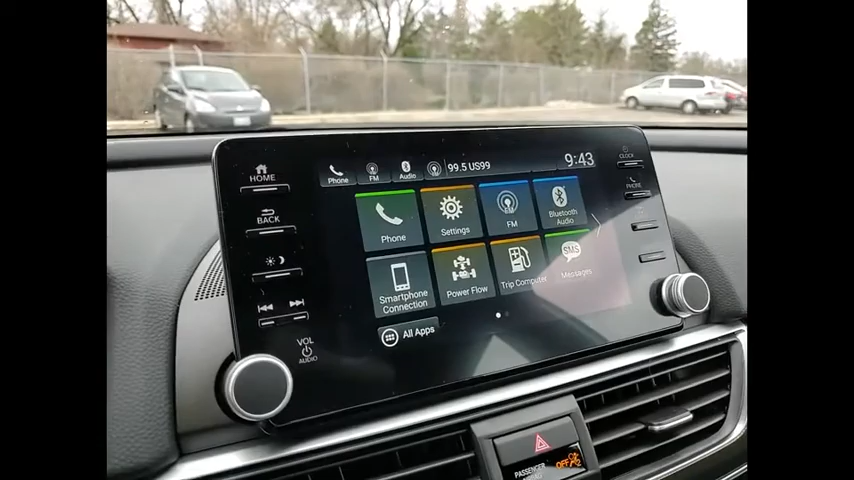 HOME
BACK
VOL
AUDIO
Phone
FM
Audio
99.5 US99
9:43
CLOCK
PHONE
Phone
Settings
FM
Bluetooth
Audio
Smartphone
Connection
Power Flow
Trip Computer
SMS
Messages
All Apps
PASSENGER
OFF